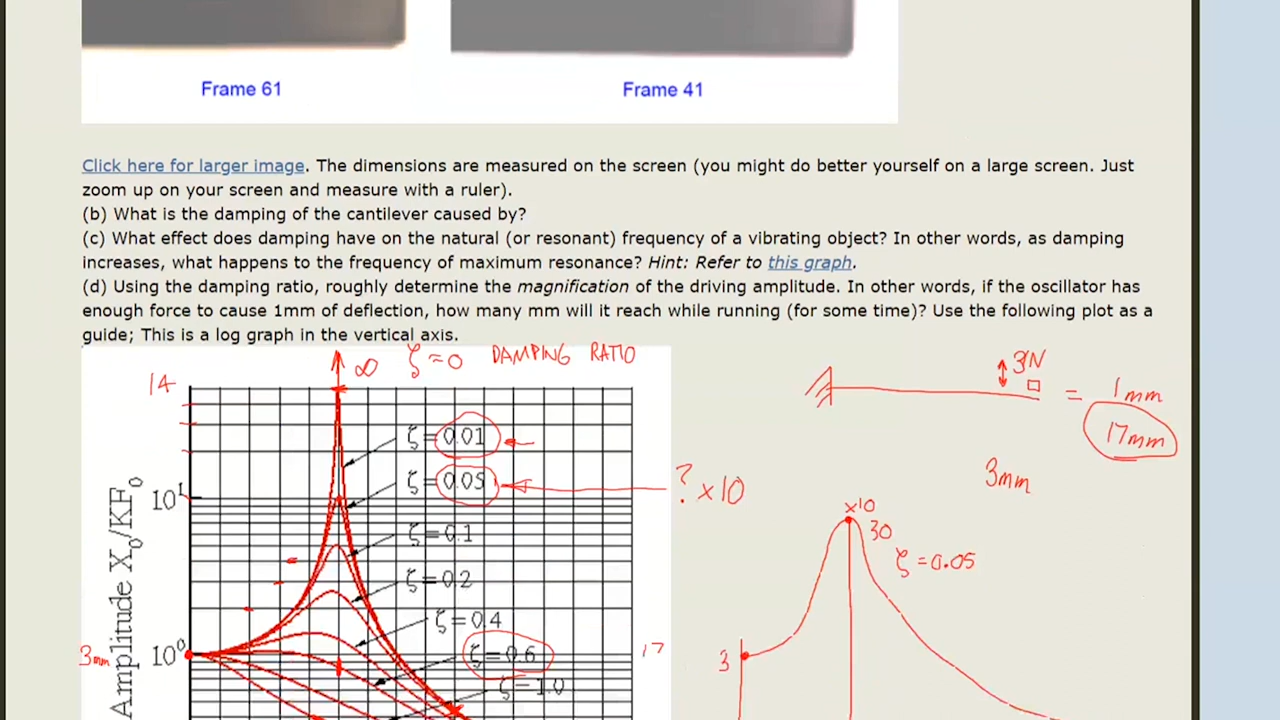 Frame 61
Frame 41
Click here for larger image. The dimensions are measured on the screen (you might do better yourself on a large screen. Just
zoom up on your screen and measure with a ruler).
(b) What is the damping of the cantilever caused by?
(c) What effect does damping have on the natural (or resonant) frequency of a vibrating object? In other words, as damping
increases, what happens to the frequency of maximum resonance? Hint: Refer to this graph.
(d) Using the damping ratio, roughly determine the magnification of the driving amplitude. In other words, if the oscillator has
enough force to cause 1mm of deflection, how many mm will it reach while running (for some time)? Use the following plot as a
guide; This is a log graph in the vertical axis.
∞ ζ=0 DAMPING RATIO
14
3N
= 1mm
17mm
ζ=0.01
ζ=0.05
? x10
3mm
10¹
x10
30
ζ=0.05
ζ=0.1
ζ=0.2
ζ=0.4
Amplitude X₀/KF₀
3mm
10⁰
ζ=0.6
17
3
ζ=1.0